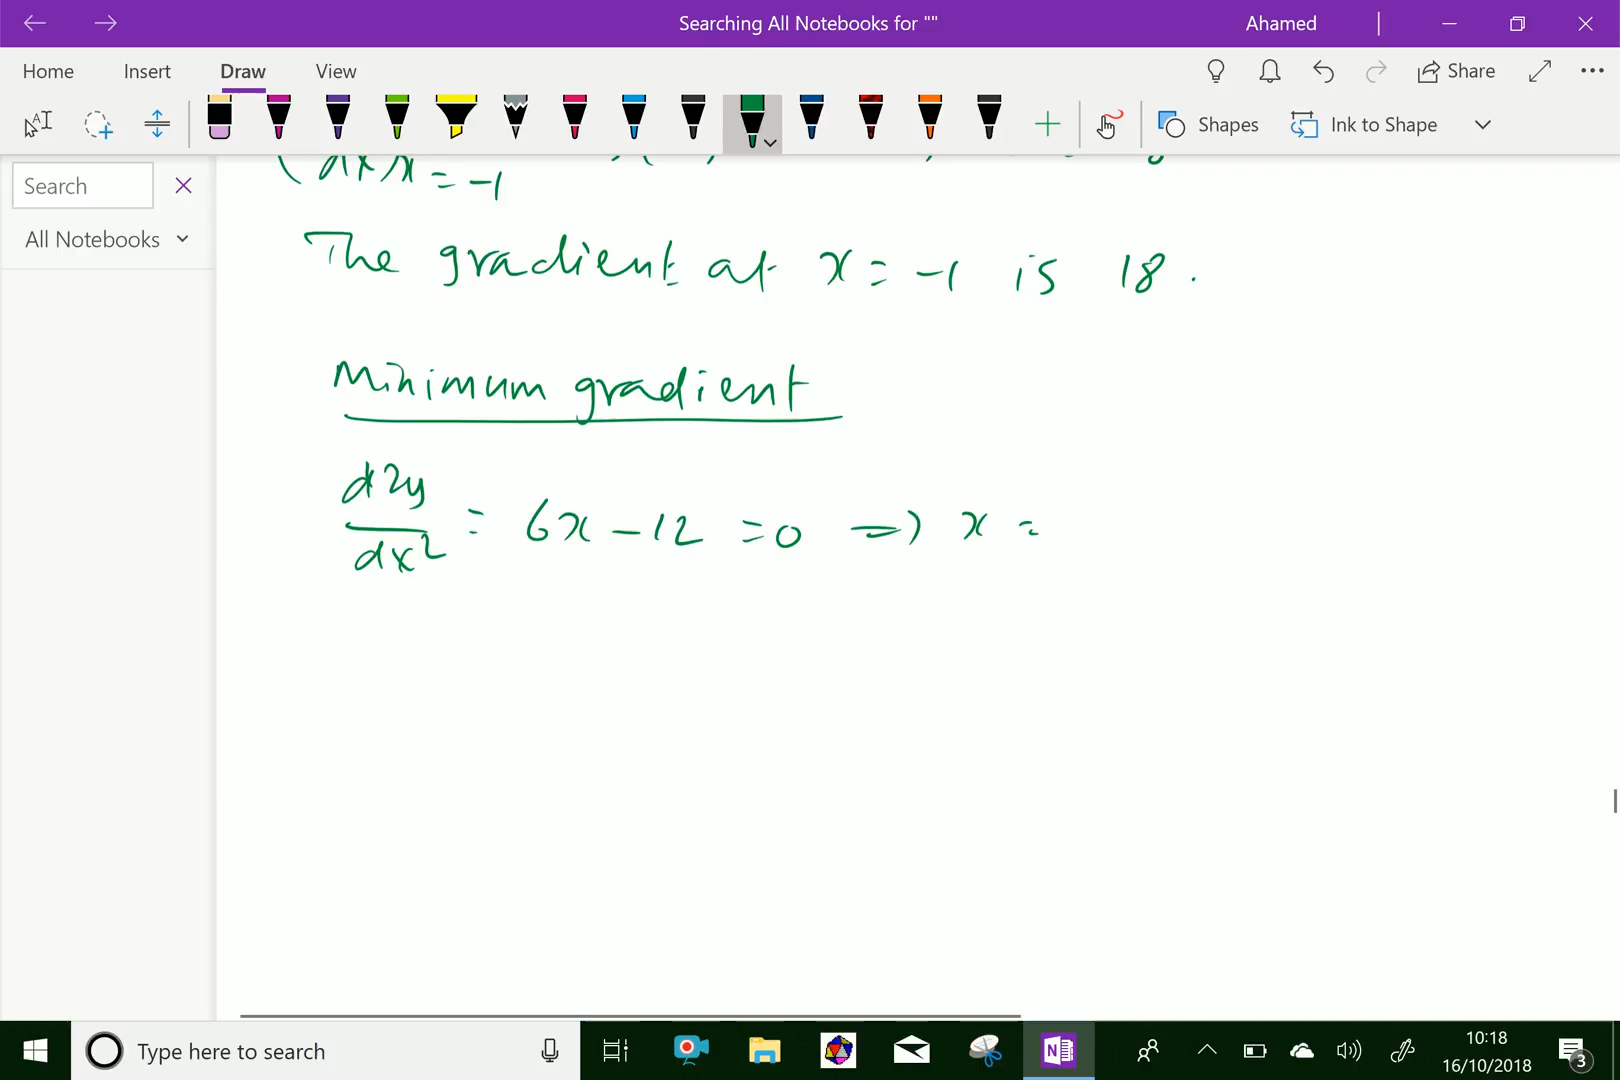 Searching All Notebooks for ""
Ahamed
Home Insert Draw View
Share
Shapes
Ink to Shape
Search
All Notebooks
= -1
The gradient at x = -1 is 18.
Minimum gradient
d2y/dx2 = 6x - 12 = 0 => x =
Type here to search
10:18
16/10/2018
3